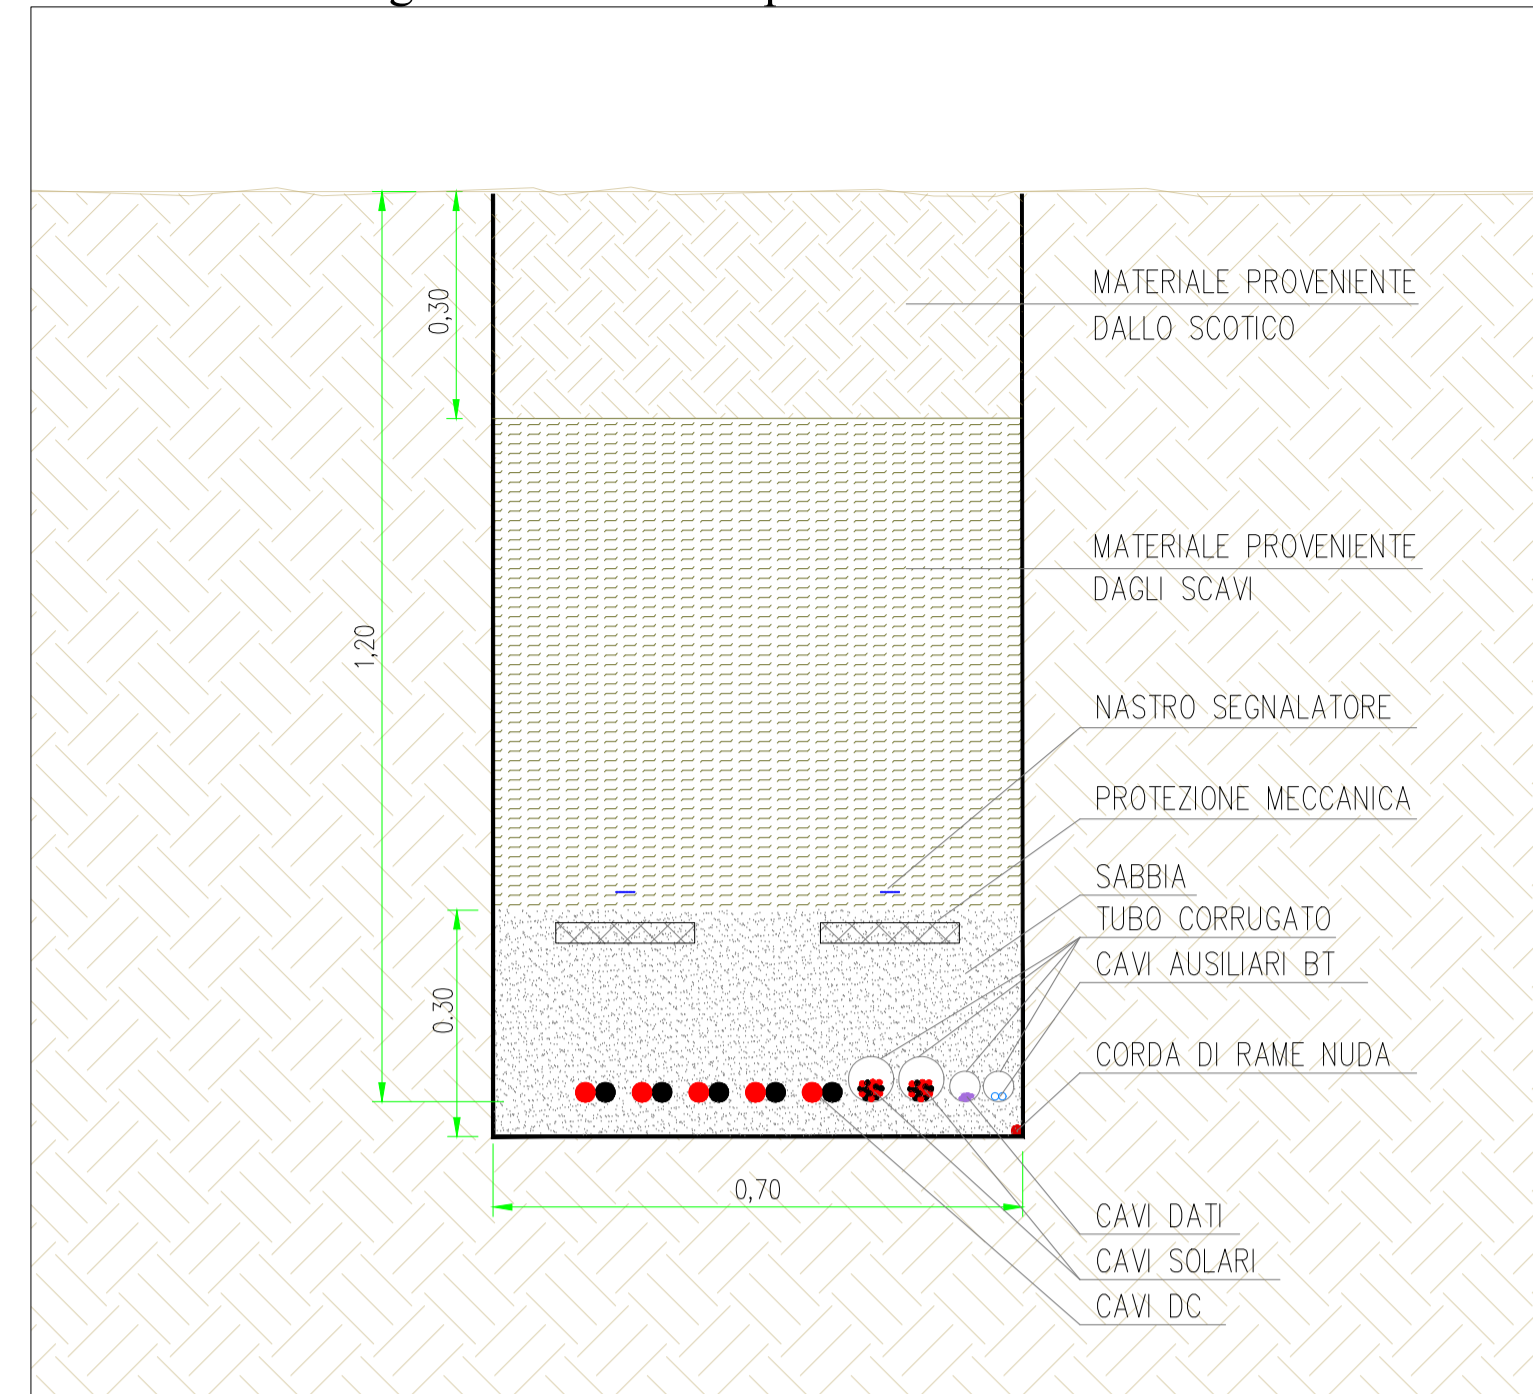 0,30
MATERIALE PROVENIENTE
DALLO SCOTICO
1,20
MATERIALE PROVENIENTE
DAGLI SCAVI
NASTRO SEGNALATORE
PROTEZIONE MECCANICA
SABBIA
TUBO CORRUGATO
CAVI AUSILIARI BT
0.30
CORDA DI RAME NUDA
0,70
CAVI DATI
CAVI SOLARI
CAVI DC